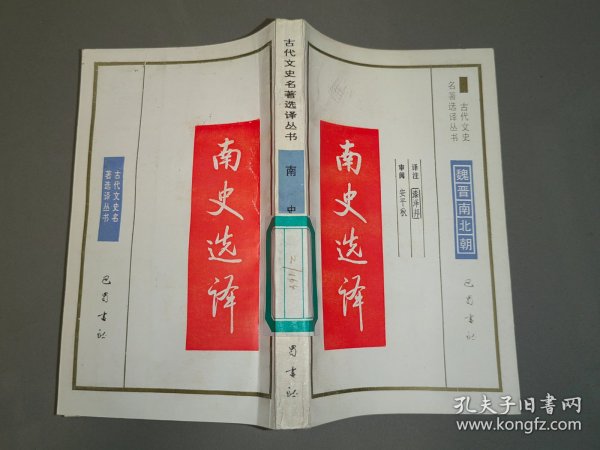 古代文史
名著选译丛书
魏晋南北朝
译注
审阅 安平秋
南史选译
巴蜀书社
古代文史名著选译丛书
南史
蜀书社
南史选译
古代文史名
著选译丛书
巴蜀书社
孔夫子旧书网
www.kongfz.com